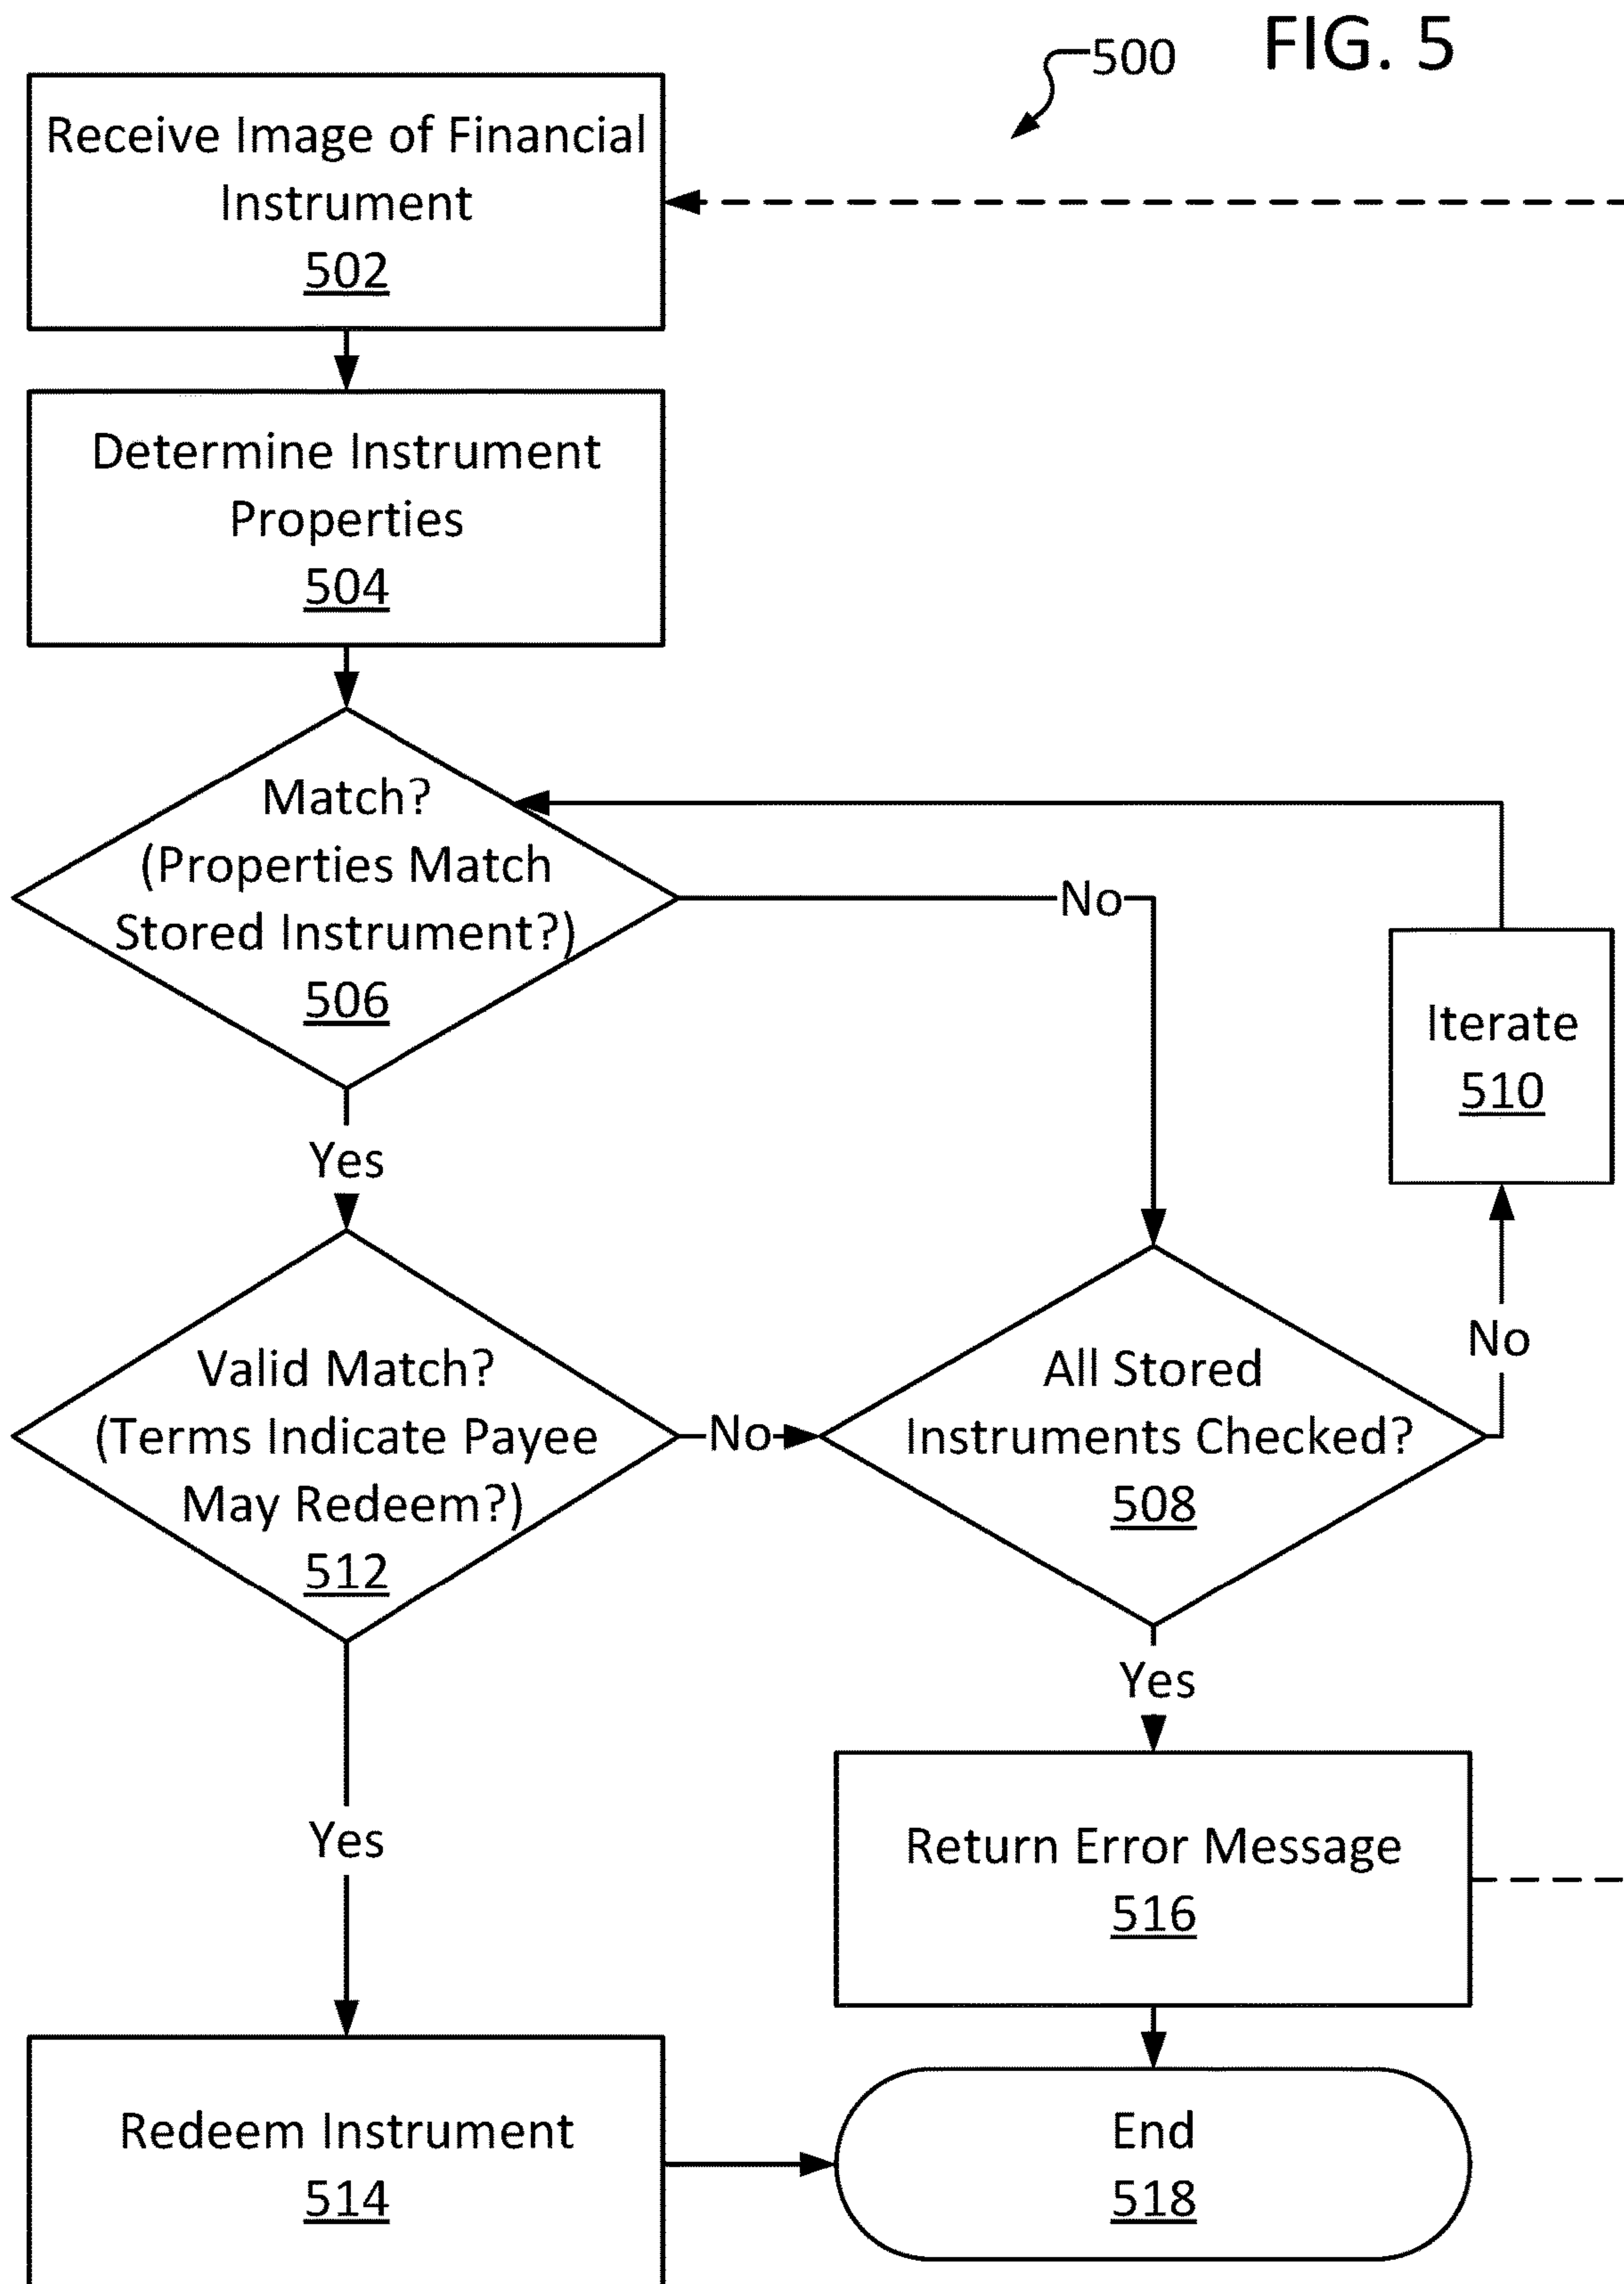 FIG. 5
500
Receive Image of Financial
Instrument
502
Determine Instrument
Properties
504
Match?
(Properties Match
Stored Instrument?)
506
No
Iterate
510
Yes
Valid Match?
(Terms Indicate Payee
May Redeem?)
512
No
All Stored
Instruments Checked?
508
No
Yes
Yes
Return Error Message
516
Redeem Instrument
514
End
518